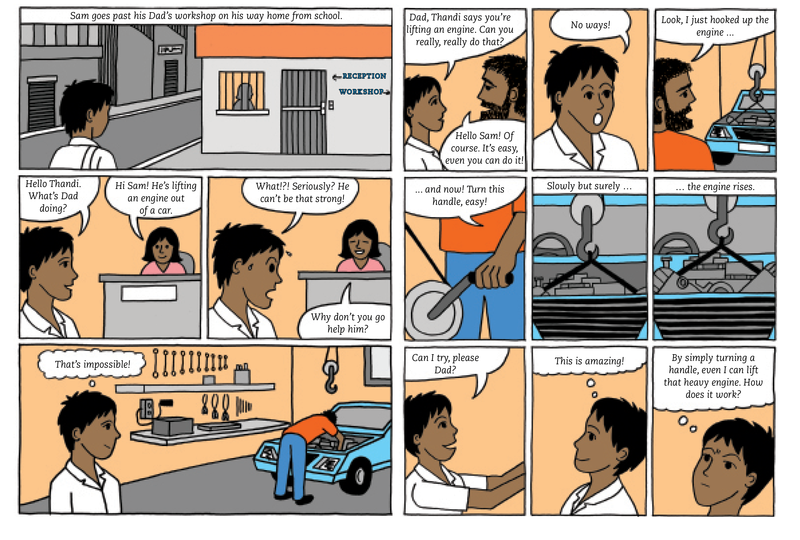 Sam goes past his Dad's workshop on his way home from school.
RECEPTION
WORKSHOP
Hello Thandi.
What's Dad
doing?
Hi Sam! He's lifting
an engine out
of a car.
What!?! Seriously? He
can't be that strong!
Why don't you go
help him?
That's impossible!
Dad, Thandi says you're
lifting an engine. Can you
really, really do that?
Hello Sam! Of
course. It's easy,
even you can do it!
No ways!
Look, I just hooked up the
engine ...
... and now! Turn this
handle, easy!
Slowly but surely ...
... the engine rises.
Can I try, please
Dad?
This is amazing!
By simply turning a
handle, even I can lift
that heavy engine. How
does it work?